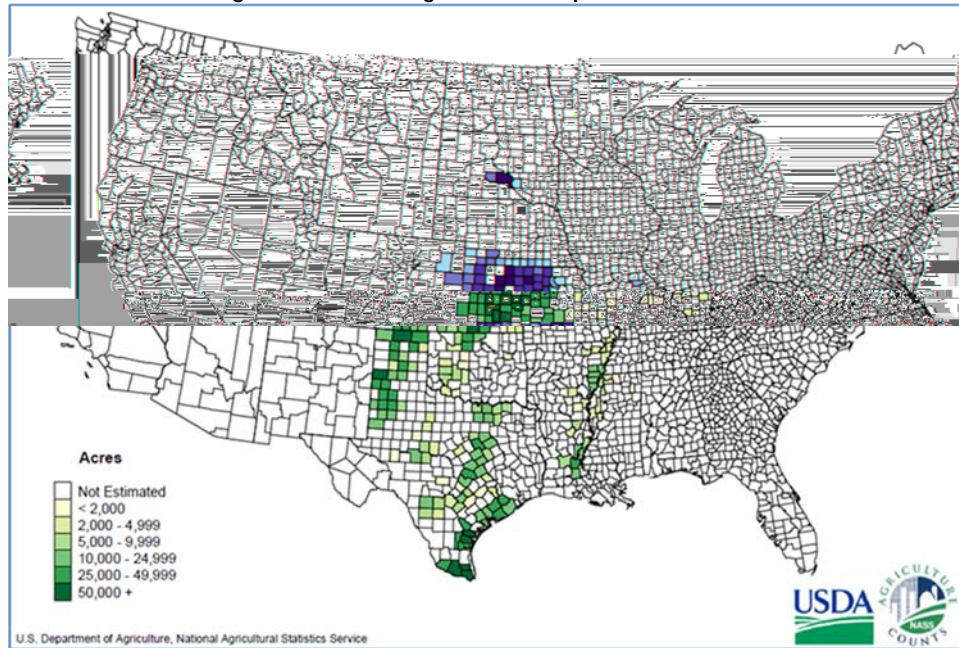 Acres
Not Estimated
< 2,000
2,000 - 4,999
5,000 - 9,999
10,000 - 24,999
25,000 - 49,999
50,000 +
U.S. Department of Agriculture, National Agricultural Statistics Service
USDA
AGRICULTURE
NASS
COUNTS